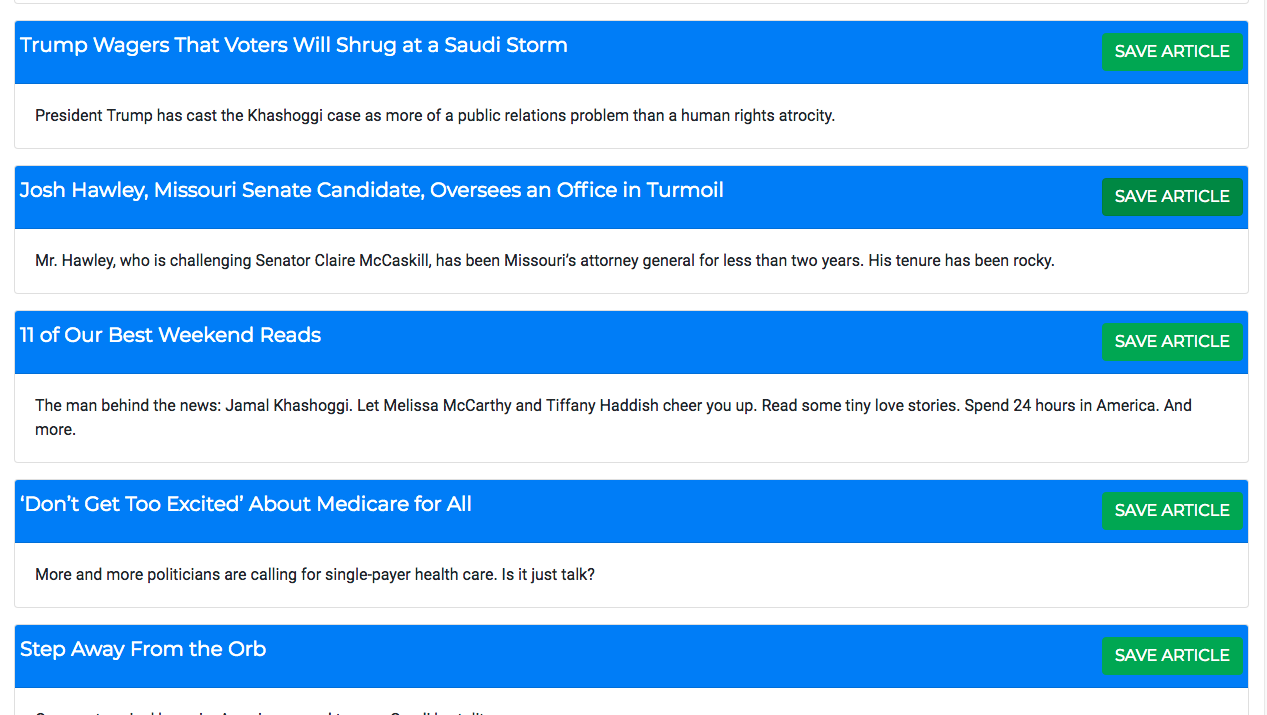 Trump Wagers That Voters Will Shrug at a Saudi Storm
SAVE ARTICLE
President Trump has cast the Khashoggi case as more of a public relations problem than a human rights atrocity.
Josh Hawley, Missouri Senate Candidate, Oversees an Office in Turmoil
SAVE ARTICLE
Mr. Hawley, who is challenging Senator Claire McCaskill, has been Missouri’s attorney general for less than two years. His tenure has been rocky.
11 of Our Best Weekend Reads
SAVE ARTICLE
The man behind the news: Jamal Khashoggi. Let Melissa McCarthy and Tiffany Haddish cheer you up. Read some tiny love stories. Spend 24 hours in America. And
more.
‘Don’t Get Too Excited’ About Medicare for All
SAVE ARTICLE
More and more politicians are calling for single-payer health care. Is it just talk?
Step Away From the Orb
SAVE ARTICLE